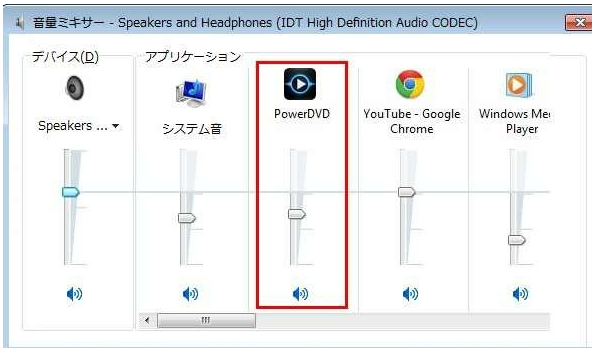 音量ミキサー - Speakers and Headphones (IDT High Definition Audio CODEC)
デバイス(D)
アプリケーション
Speakers ...
システム音
PowerDVD
YouTube - Google
Chrome
Windows Me
Player